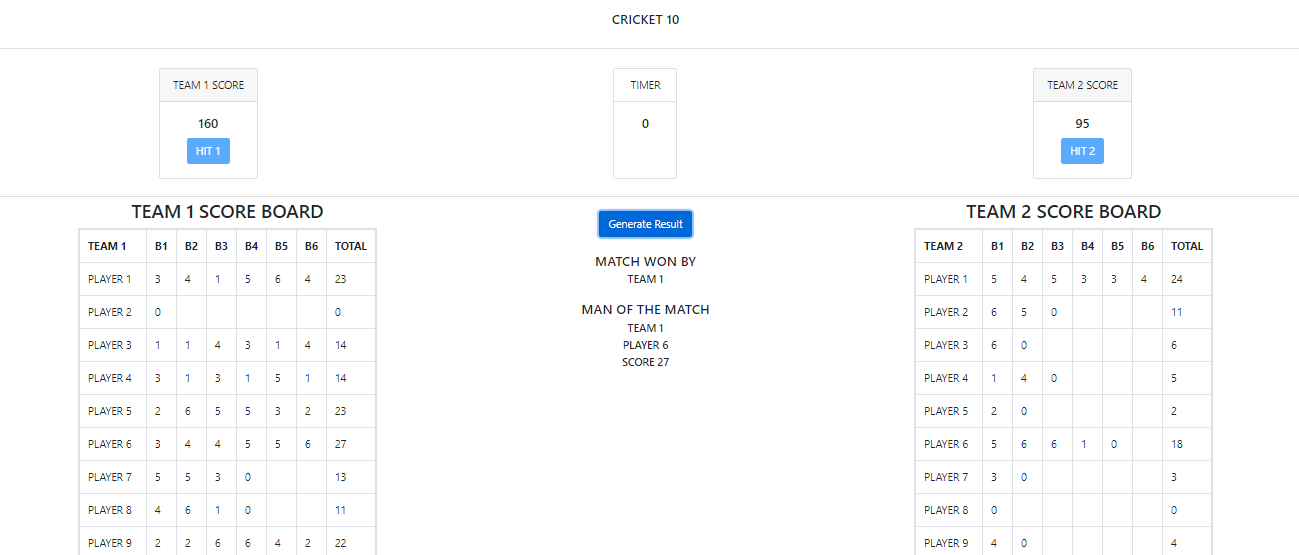 CRICKET 10
TEAM 1 SCORE
160
HIT 1
TIMER
0
TEAM 2 SCORE
95
HIT 2
TEAM 1 SCORE BOARD
TEAM 1 B1 B2 B3 B4 B5 B6 TOTAL
PLAYER 1 3 4 1 5 6 4 23
PLAYER 2 0 0
PLAYER 3 1 1 4 3 1 4 14
PLAYER 4 3 1 3 1 5 1 14
PLAYER 5 2 6 5 5 3 2 23
PLAYER 6 3 4 4 5 5 6 27
PLAYER 7 5 5 3 0 13
PLAYER 8 4 6 1 0 11
PLAYER 9 2 2 6 6 4 2 22
Generate Result
MATCH WON BY
TEAM 1
MAN OF THE MATCH
TEAM 1
PLAYER 6
SCORE 27
TEAM 2 SCORE BOARD
TEAM 2 B1 B2 B3 B4 B5 B6 TOTAL
PLAYER 1 5 4 5 3 3 4 24
PLAYER 2 6 5 0 11
PLAYER 3 6 0 6
PLAYER 4 1 4 0 5
PLAYER 5 2 0 2
PLAYER 6 5 6 6 1 0 18
PLAYER 7 3 0 3
PLAYER 8 0 0
PLAYER 9 4 0 4